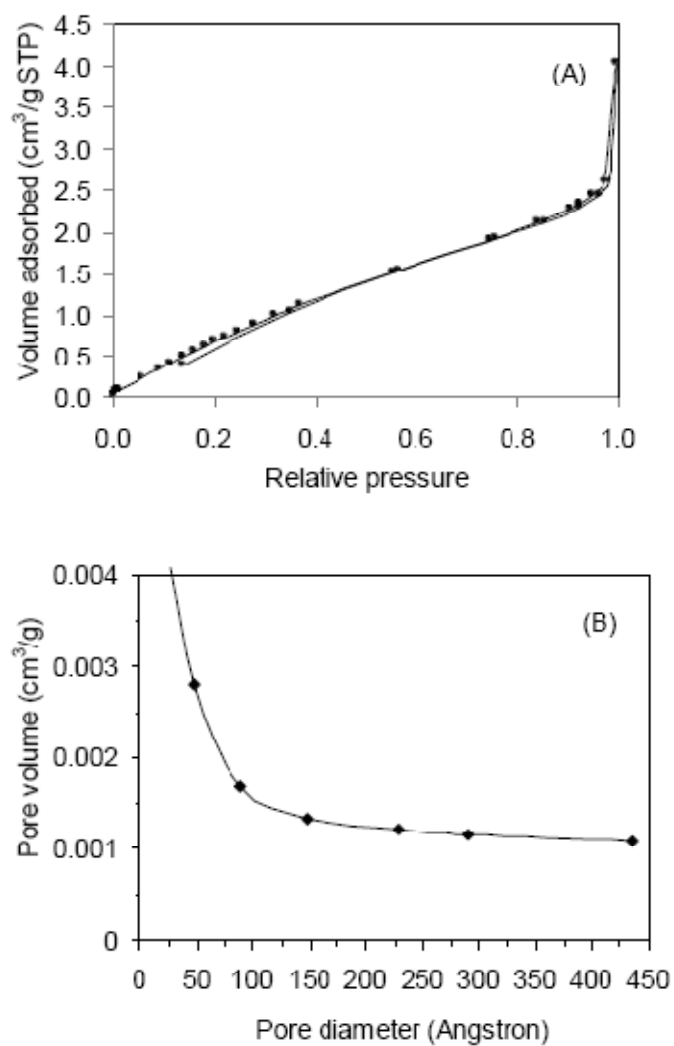 Volume adsorbed (cm³/gSTP)
4.5
4.0
3.5
3.0
2.5
2.0
1.5
1.0
0.5
0.0
(A)
0.0 0.2 0.4 0.6 0.8 1.0
Relative pressure
Pore volume (cm³/g)
0.004
0.003
0.002
0.001
0
(B)
0 50 100 150 200 250 300 350 400 450
Pore diameter (Angstron)